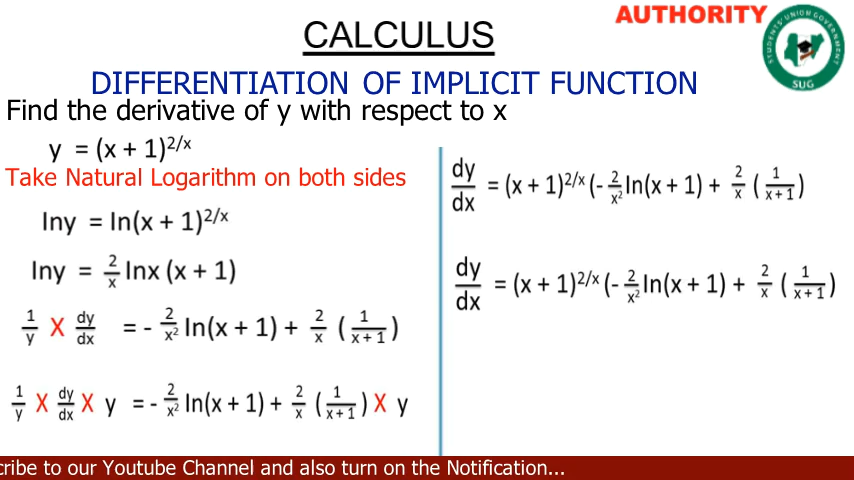 AUTHORITY
STUDENTS' UNION GOVERNMENT
SUG
CALCULUS
DIFFERENTIATION OF IMPLICIT FUNCTION
Find the derivative of y with respect to x
y = (x + 1)^2/x
Take Natural Logarithm on both sides
lny = ln(x + 1)^2/x
lny = 2/x lnx (x + 1)
1/y X dy/dx = - 2/x² ln(x + 1) + 2/x ( 1/x+1 )
1/y X dy/dx X y = - 2/x² ln(x + 1) + 2/x ( 1/x+1 ) X y
dy/dx = (x + 1)^2/x (- 2/x² ln(x + 1) + 2/x ( 1/x+1 )
dy/dx = (x + 1)^2/x (- 2/x² ln(x + 1) + 2/x ( 1/x+1 )
cribe to our Youtube Channel and also turn on the Notification...